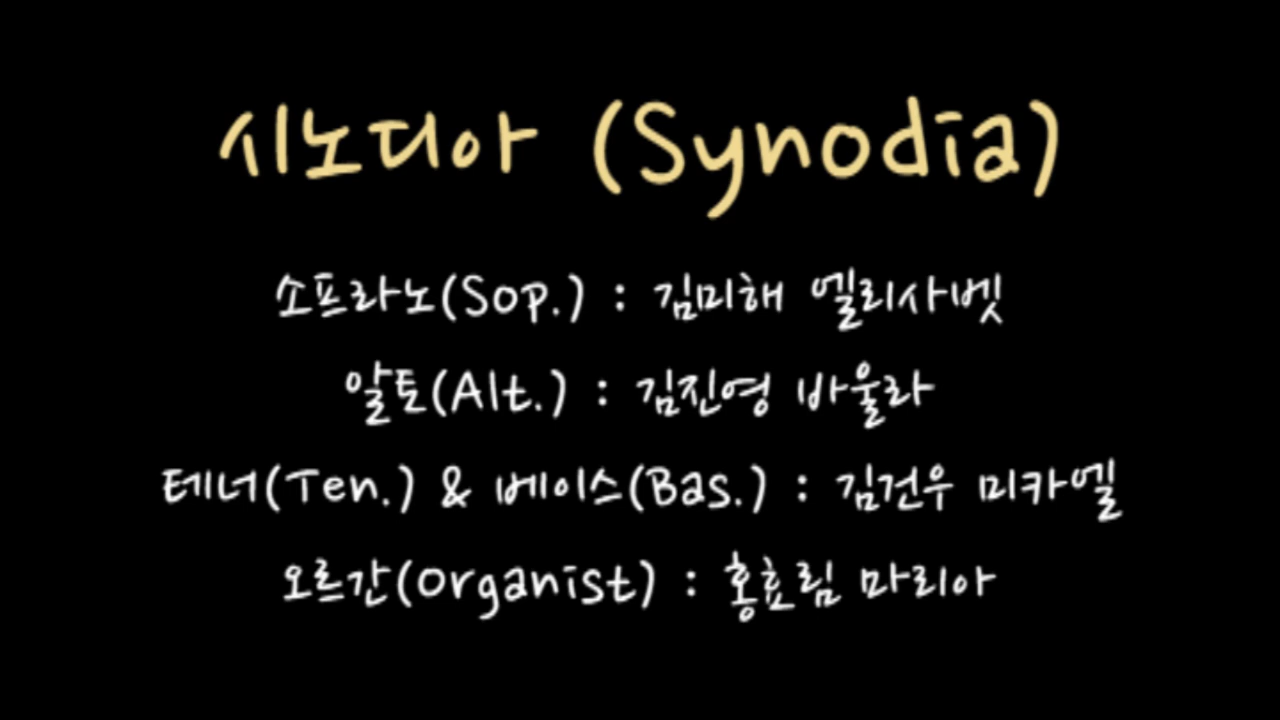 시노디아 (Synodia)
소프라노(Sop.) : 김미해 엘리사벳
알토(Alt.) : 김진영 바울라
테너(Ten.) & 베이스(Bas.) : 김건우 미카엘
오르간(Organist) : 홍효림 마리아